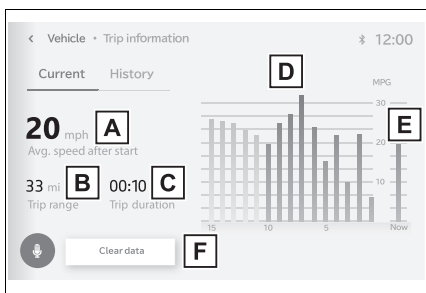 < Vehicle • Trip information
12:00
Current History
D
MPG
20 mph A
Avg. speed after start
30
E
20
33 mi B 00:10 C
Trip range Trip duration
10
15 10 5 Now
Clear data F